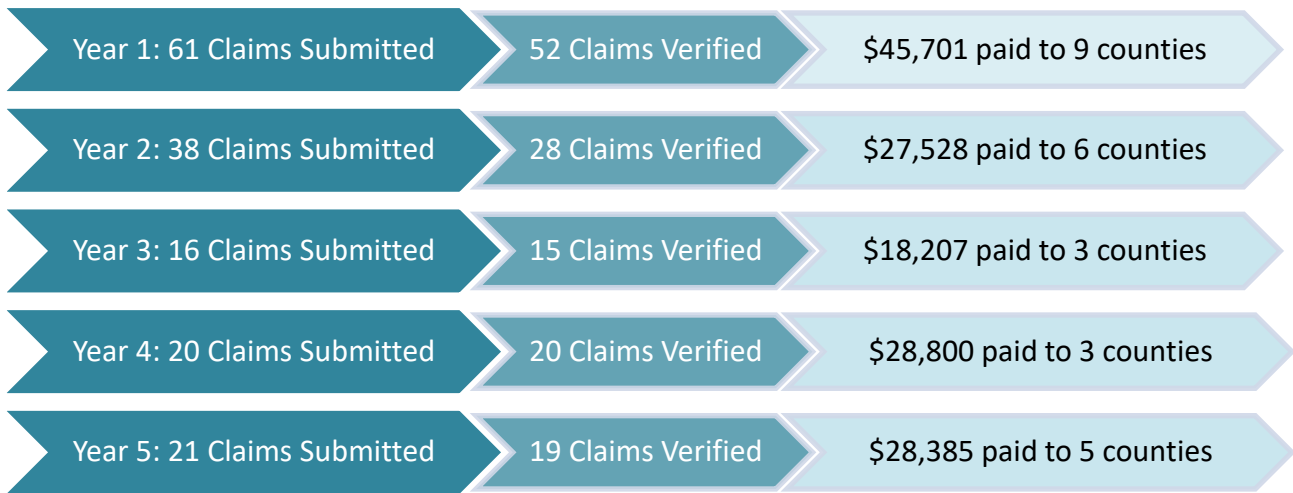 Year 1: 61 Claims Submitted
52 Claims Verified
$45,701 paid to 9 counties
Year 2: 38 Claims Submitted
28 Claims Verified
$27,528 paid to 6 counties
Year 3: 16 Claims Submitted
15 Claims Verified
$18,207 paid to 3 counties
Year 4: 20 Claims Submitted
20 Claims Verified
$28,800 paid to 3 counties
Year 5: 21 Claims Submitted
19 Claims Verified
$28,385 paid to 5 counties